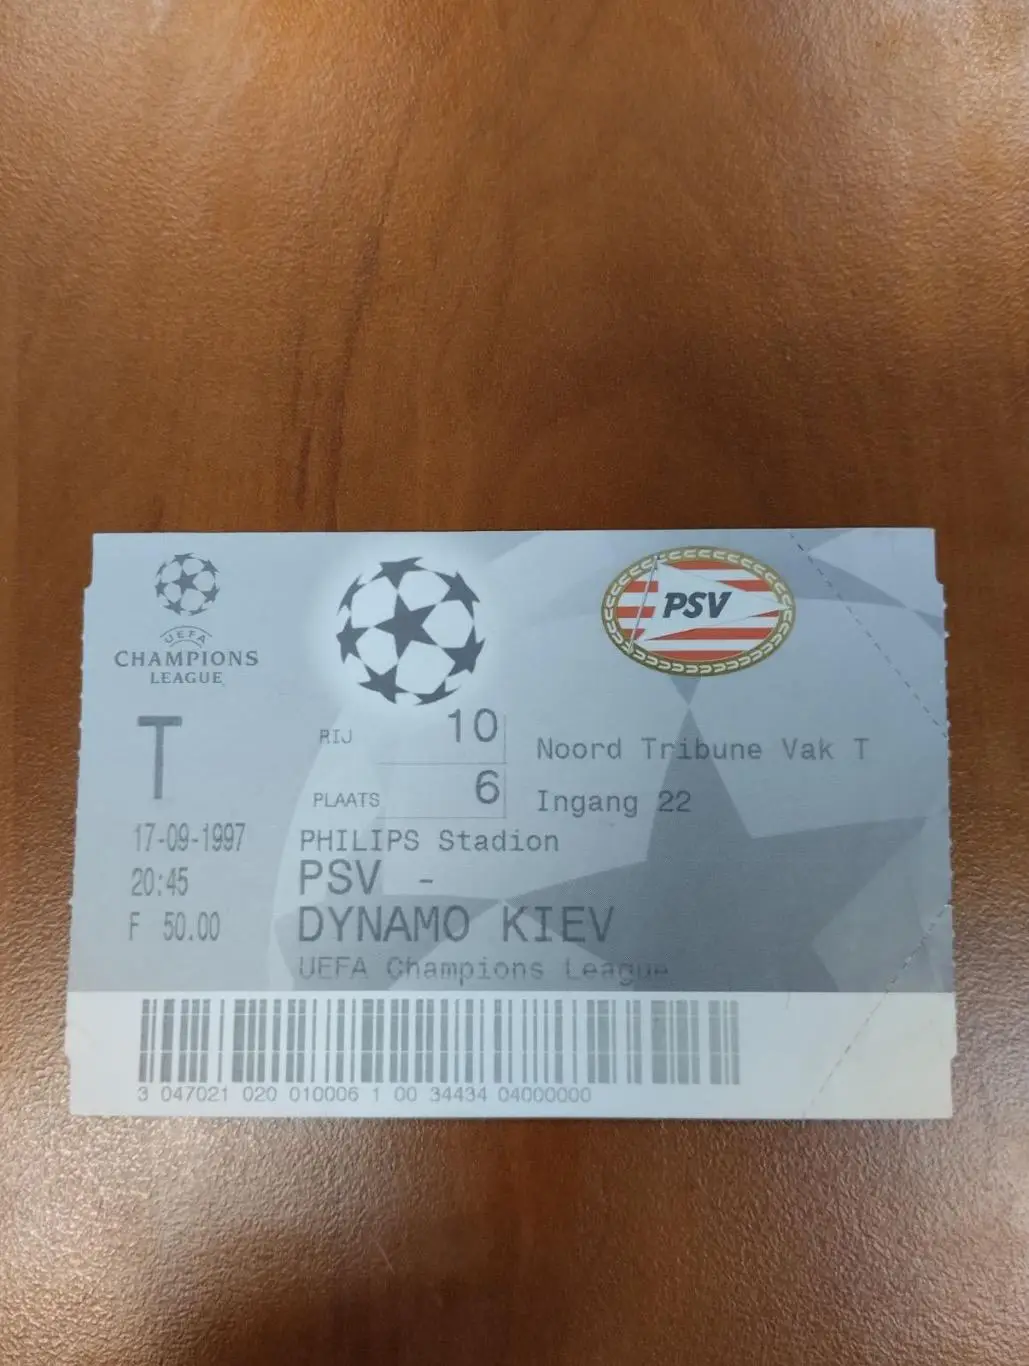 UEFA
CHAMPIONS
LEAGUE
PSV
T
RIJ 10
PLAATS 6
Noord Tribune Vak T
Ingang 22
17-09-1997
20:45
F 50.00
PHILIPS Stadion
PSV -
DYNAMO KIEV
UEFA Champions League
3 047021 020 010006 1 00 34434 04000000